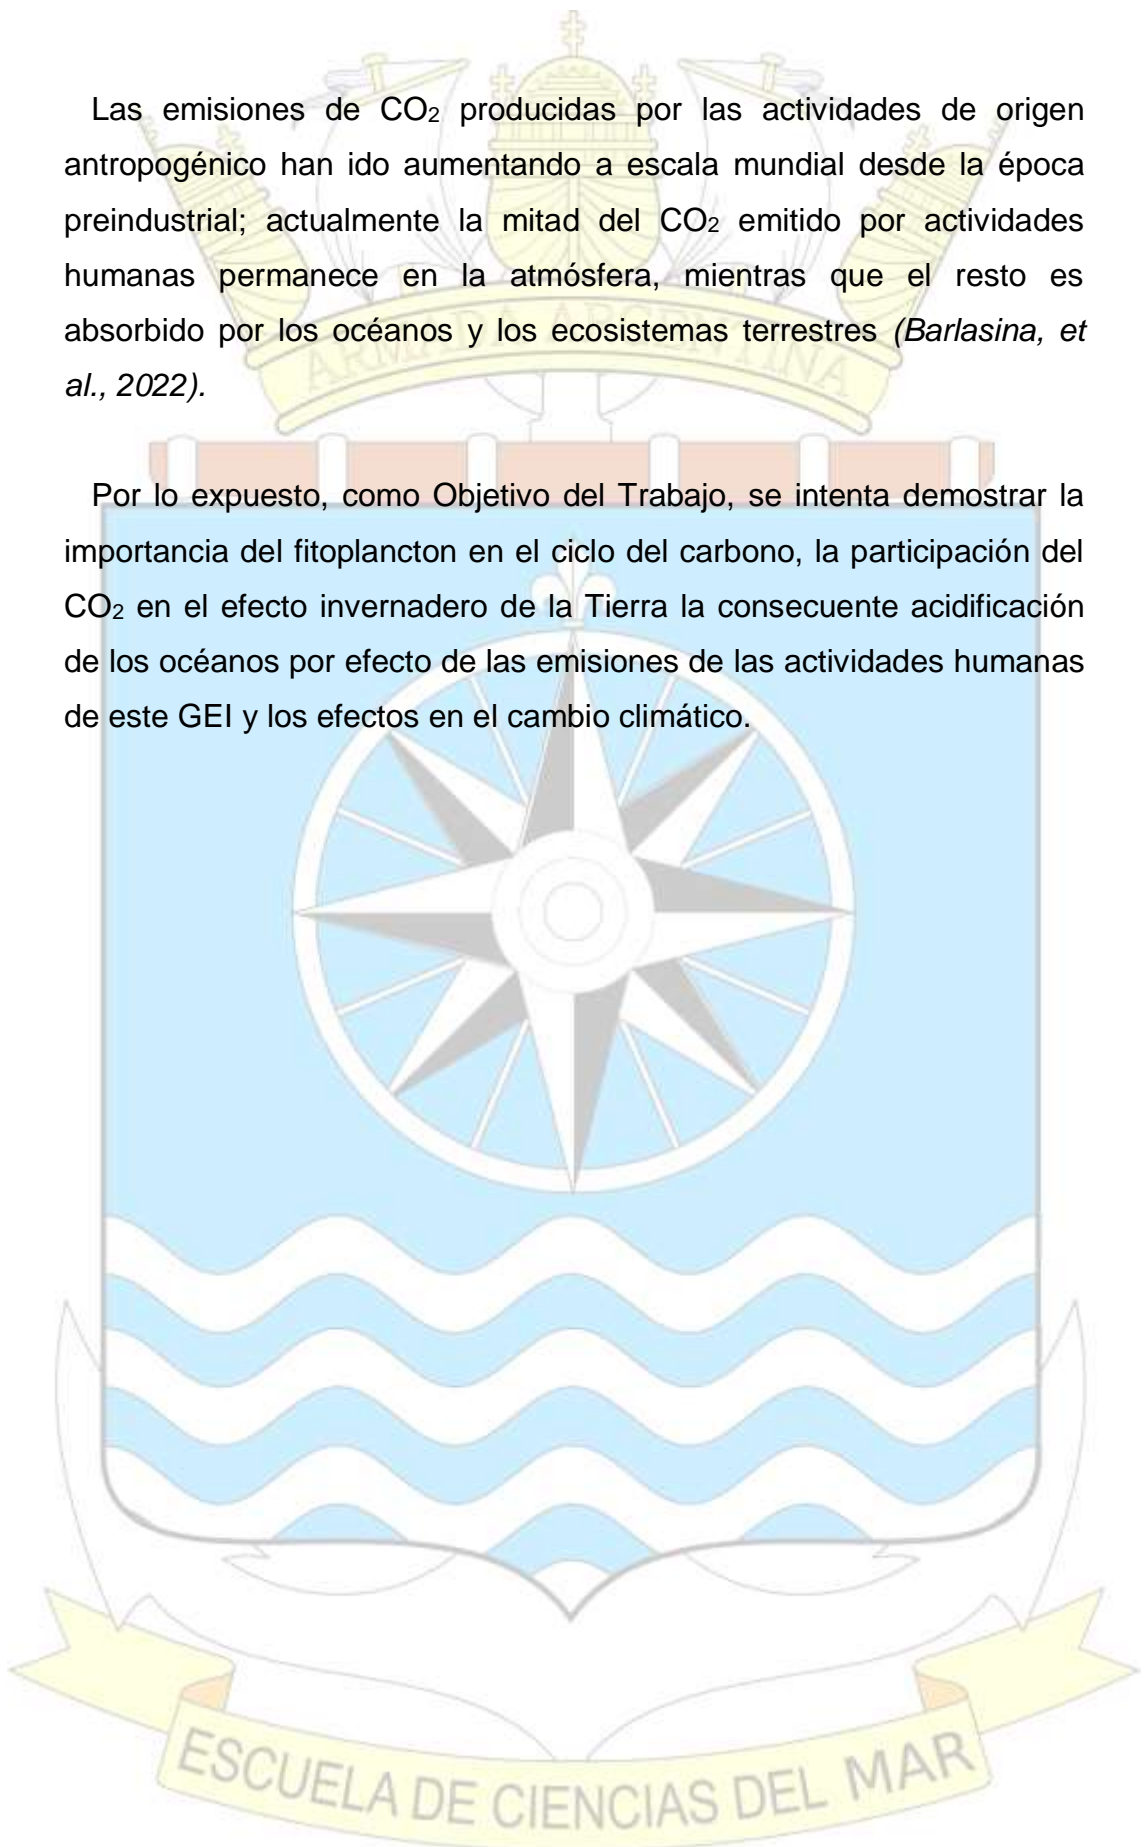 Las emisiones de CO₂ producidas por las actividades de origen
antropogénico han ido aumentando a escala mundial desde la época
preindustrial; actualmente la mitad del CO₂ emitido por actividades
humanas permanece en la atmósfera, mientras que el resto es
absorbido por los océanos y los ecosistemas terrestres (Barlasina, et
al., 2022).
ARMADA ARGENTINA
Por lo expuesto, como Objetivo del Trabajo, se intenta demostrar la
importancia del fitoplancton en el ciclo del carbono, la participación del
CO₂ en el efecto invernadero de la Tierra la consecuente acidificación
de los océanos por efecto de las emisiones de las actividades humanas
de este GEI y los efectos en el cambio climático.
ESCUELA DE CIENCIAS DEL MAR